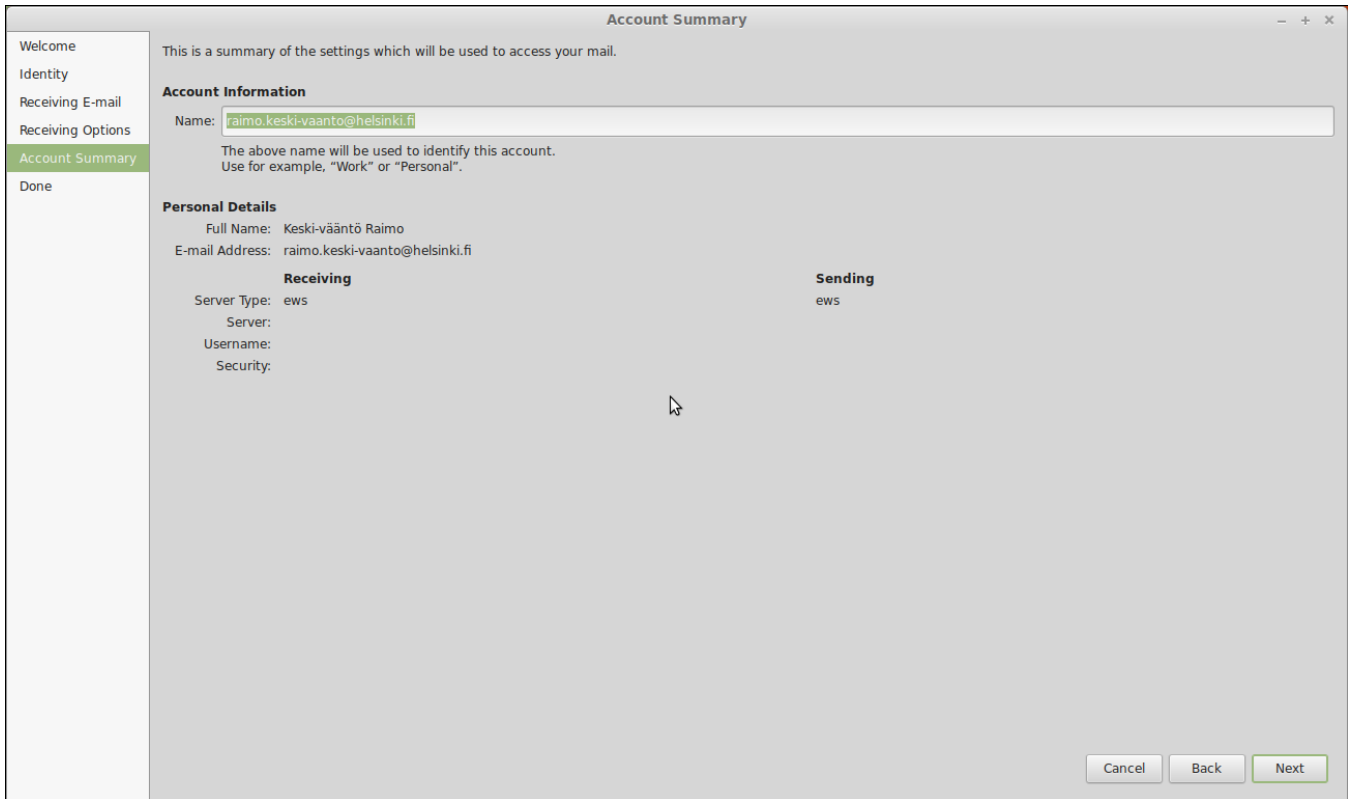 Account Summary
Welcome
Identity
Receiving E-mail
Receiving Options
Account Summary
Done
This is a summary of the settings which will be used to access your mail.
Account Information
Name: raimo.keski-vaanto@helsinki.fi
The above name will be used to identify this account.
Use for example, “Work” or “Personal”.
Personal Details
Full Name: Keski-vääntö Raimo
E-mail Address: raimo.keski-vaanto@helsinki.fi
Receiving Sending
Server Type: ews ews
Server:
Username:
Security:
Cancel Back Next